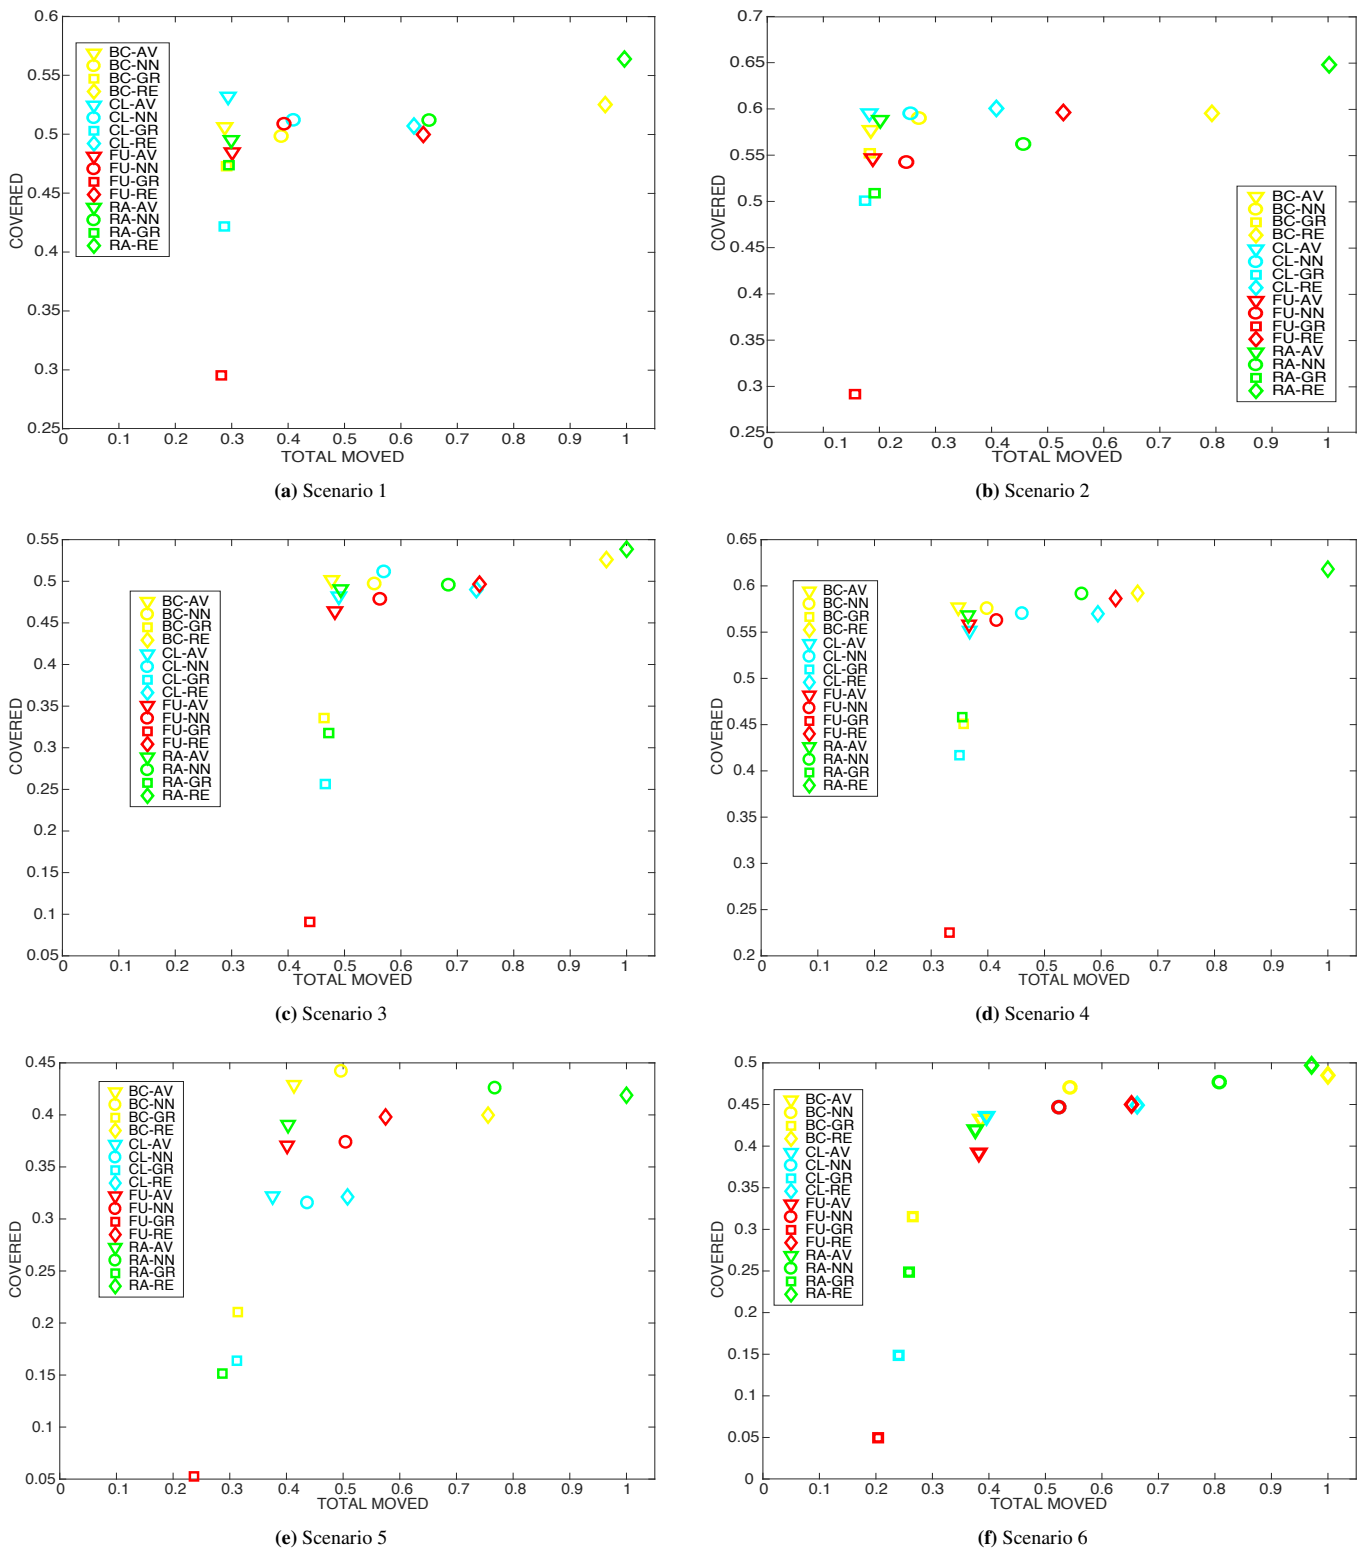 0.6
0.55
0.5
0.45
0.4
0.35
0.3
0.25
COVERED
BC-AV
BC-NN
BC-GR
BC-RE
CL-AV
CL-NN
CL-GR
CL-RE
FU-AV
FU-NN
FU-GR
FU-RE
RA-AV
RA-NN
RA-GR
RA-RE
0 0.1 0.2 0.3 0.4 0.5 0.6 0.7 0.8 0.9 1
TOTAL MOVED
(a) Scenario 1
0.7
0.65
0.6
0.55
0.5
0.45
0.4
0.35
0.3
0.25
COVERED
BC-AV
BC-NN
BC-GR
BC-RE
CL-AV
CL-NN
CL-GR
CL-RE
FU-AV
FU-NN
FU-GR
FU-RE
RA-AV
RA-NN
RA-GR
RA-RE
0 0.1 0.2 0.3 0.4 0.5 0.6 0.7 0.8 0.9 1
TOTAL MOVED
(b) Scenario 2
0.55
0.5
0.45
0.4
0.35
0.3
0.25
0.2
0.15
0.1
0.05
COVERED
BC-AV
BC-NN
BC-GR
BC-RE
CL-AV
CL-NN
CL-GR
CL-RE
FU-AV
FU-NN
FU-GR
FU-RE
RA-AV
RA-NN
RA-GR
RA-RE
0 0.1 0.2 0.3 0.4 0.5 0.6 0.7 0.8 0.9 1
TOTAL MOVED
(c) Scenario 3
0.65
0.6
0.55
0.5
0.45
0.4
0.35
0.3
0.25
0.2
COVERED
BC-AV
BC-NN
BC-GR
BC-RE
CL-AV
CL-NN
CL-GR
CL-RE
FU-AV
FU-NN
FU-GR
FU-RE
RA-AV
RA-NN
RA-GR
RA-RE
0 0.1 0.2 0.3 0.4 0.5 0.6 0.7 0.8 0.9 1
TOTAL MOVED
(d) Scenario 4
0.45
0.4
0.35
0.3
0.25
0.2
0.15
0.1
0.05
COVERED
BC-AV
BC-NN
BC-GR
BC-RE
CL-AV
CL-NN
CL-GR
CL-RE
FU-AV
FU-NN
FU-GR
FU-RE
RA-AV
RA-NN
RA-GR
RA-RE
0 0.1 0.2 0.3 0.4 0.5 0.6 0.7 0.8 0.9 1
TOTAL MOVED
(e) Scenario 5
0.5
0.45
0.4
0.35
0.3
0.25
0.2
0.15
0.1
0.05
0
COVERED
BC-AV
BC-NN
BC-GR
BC-RE
CL-AV
CL-NN
CL-GR
CL-RE
FU-AV
FU-NN
FU-GR
FU-RE
RA-AV
RA-NN
RA-GR
RA-RE
0 0.1 0.2 0.3 0.4 0.5 0.6 0.7 0.8 0.9 1
TOTAL MOVED
(f) Scenario 6